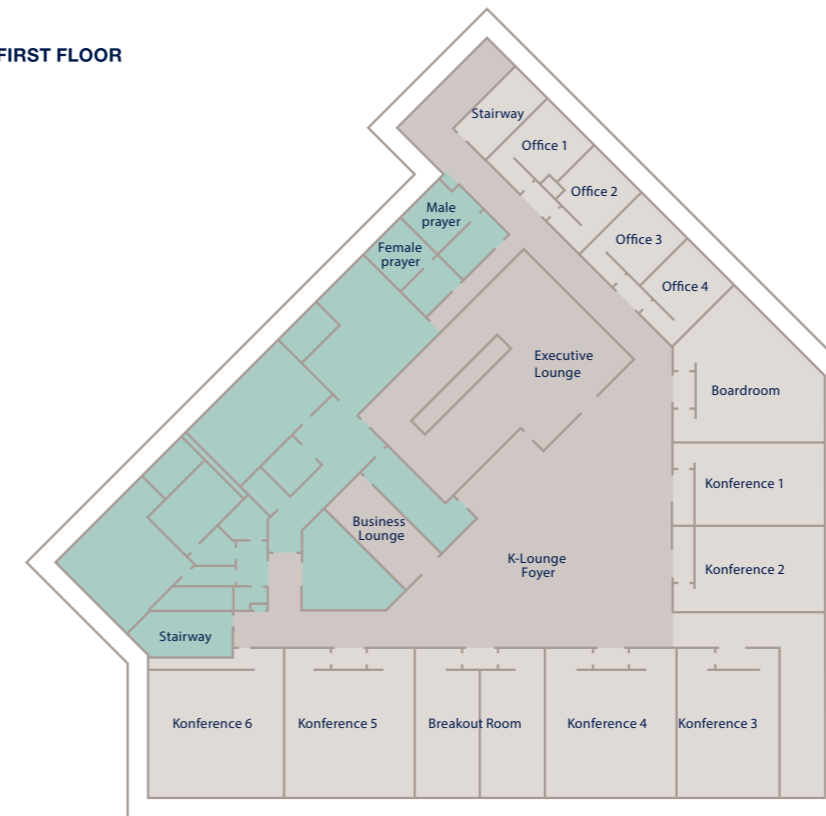 FIRST FLOOR
Stairway
Office 1
Office 2
Male
prayer
Female
prayer
Office 3
Office 4
Executive
Lounge
Boardroom
Konference 1
Business
Lounge
K-Lounge
Foyer
Konference 2
Stairway
Konference 6
Konference 5
Breakout Room
Konference 4
Konference 3